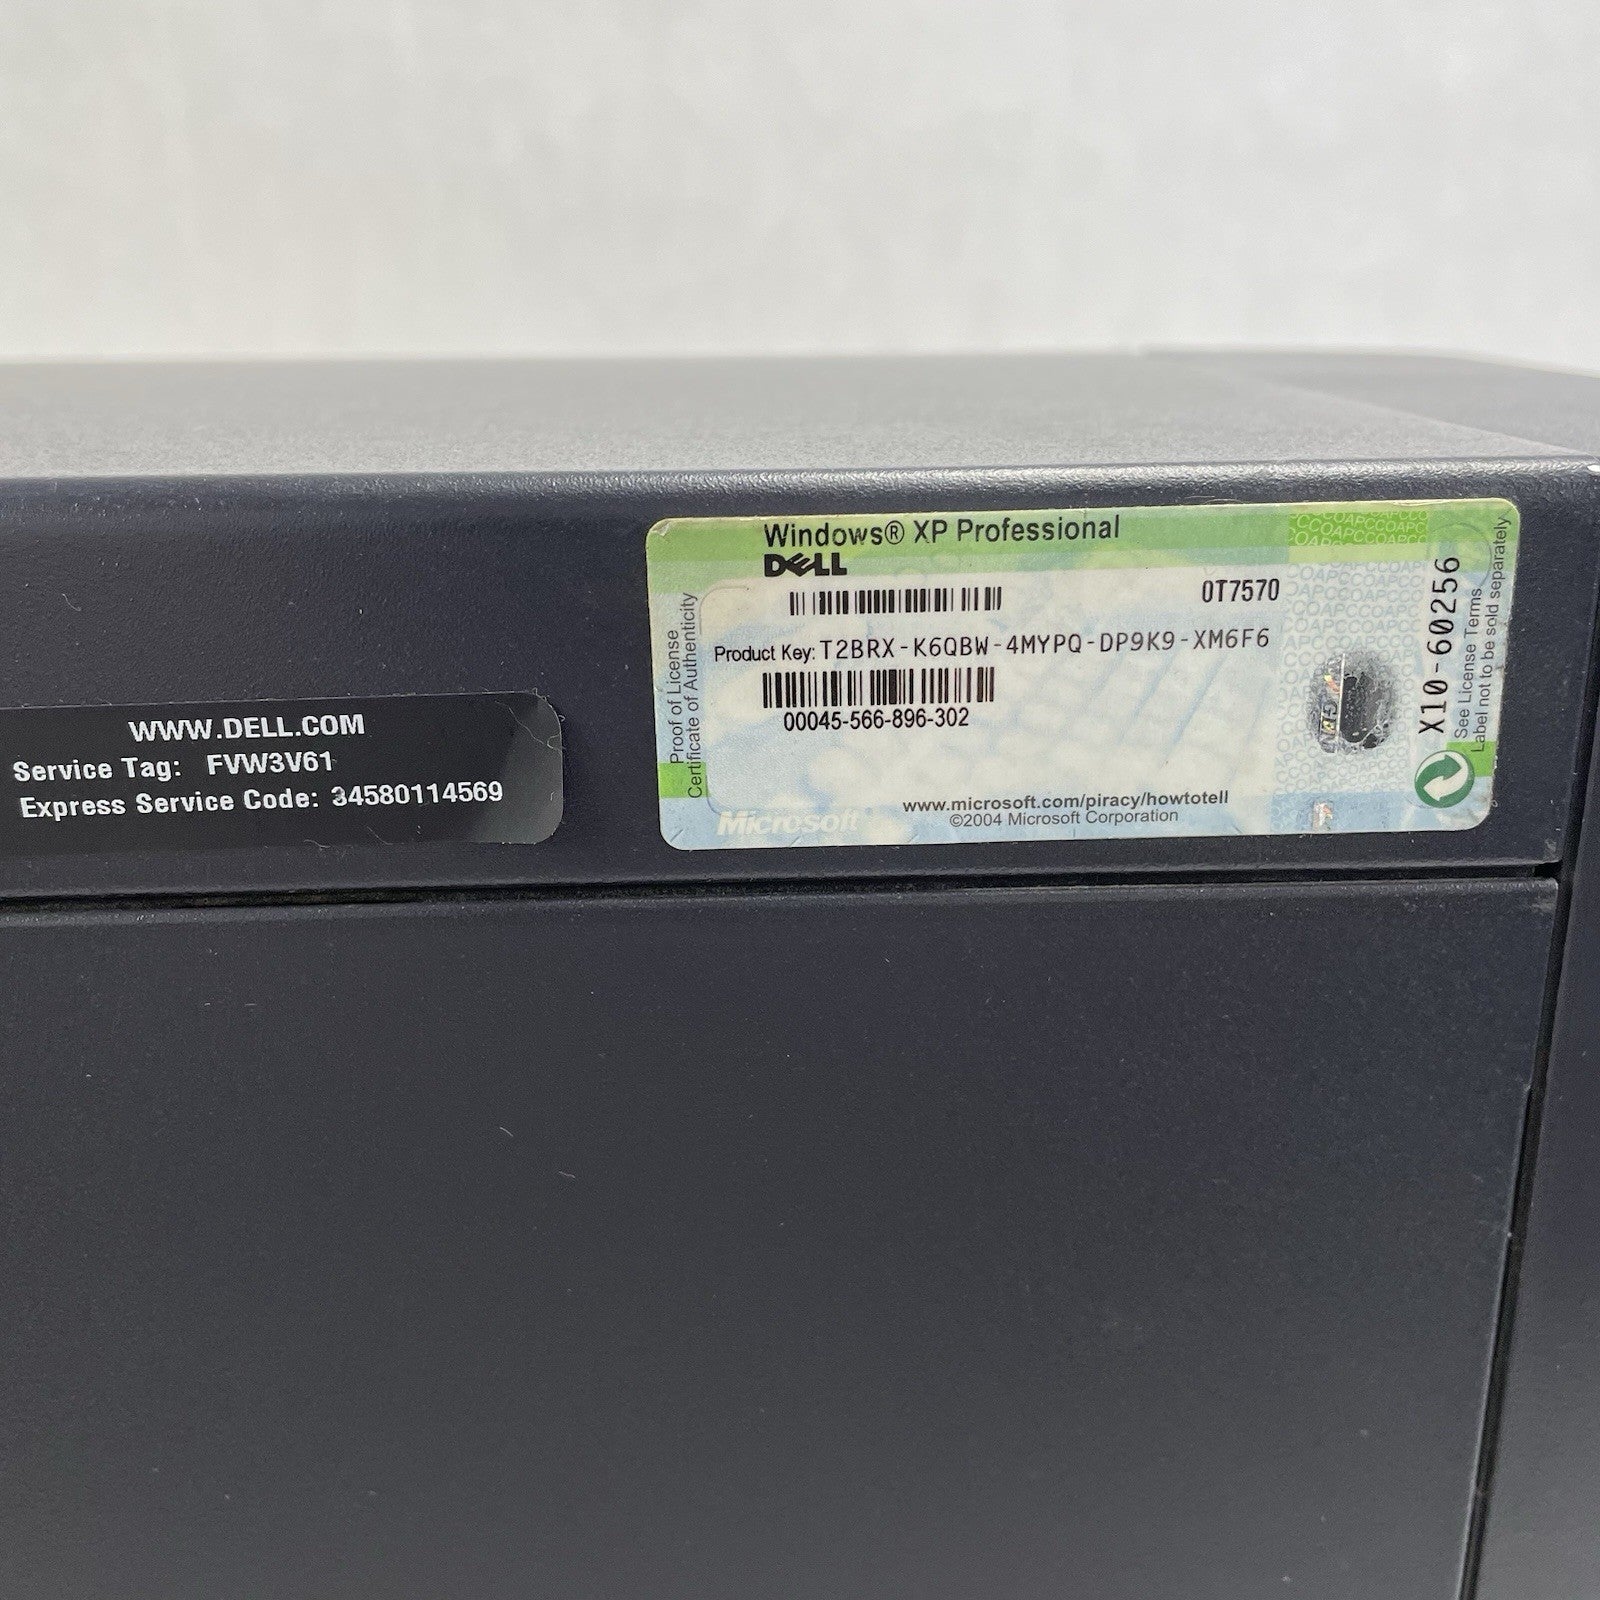 WWW.DELL.COM
Service Tag: FVW3V61
Express Service Code: 34580114569
Windows® XP Professional
DELL
0T7570
Product Key: T2BRX-K6QBW-4MYPQ-DP9K9-XM6F6
00045-566-896-302
www.microsoft.com/piracy/howtotell
©2004 Microsoft Corporation
Microsoft
Proof of License
Certificate of Authenticity
X10-60256
See License Terms.
Label not to be sold separately